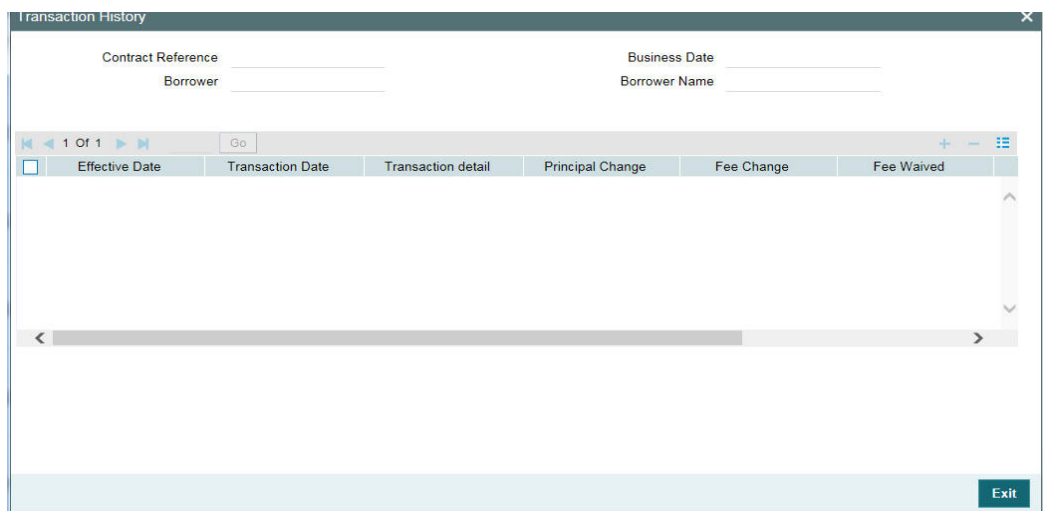 Transaction History
Contract Reference Business Date
Borrower Borrower Name
1 Of 1 Go
Effective Date Transaction Date Transaction detail Principal Change Fee Change Fee Waived
Exit